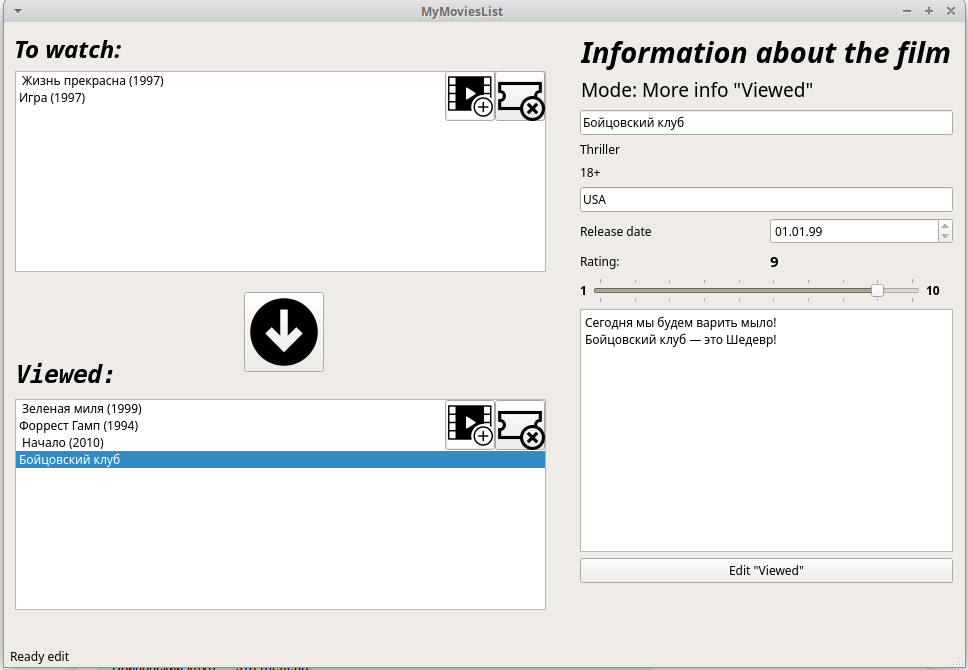 MyMoviesList
To watch:
Жизнь прекрасна (1997)
Игра (1997)
Viewed:
Зеленая миля (1999)
Форрест Гамп (1994)
Начало (2010)
Бойцовский клуб
Information about the film
Mode: More info "Viewed"
Бойцовский клуб
Thriller
18+
USA
Release date 01.01.99
Rating: 9
1 10
Сегодня мы будем варить мыло!
Бойцовский клуб — это Шедевр!
Edit "Viewed"
Ready edit